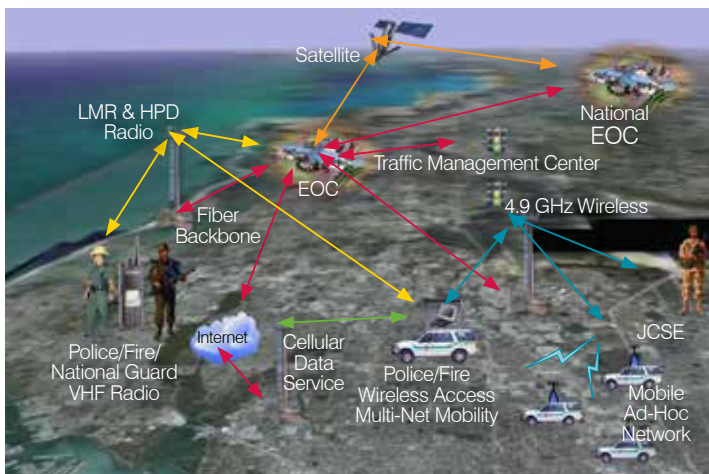 Satellite
LMR & HPD
Radio
National
EOC
Traffic Management Center
EOC
4.9 GHz Wireless
Fiber
Backbone
Internet
JCSE
Police/Fire/
National Guard
VHF Radio
Cellular
Data
Service
Police/Fire
Wireless Access
Multi-Net Mobility
Mobile
Ad-Hoc
Network